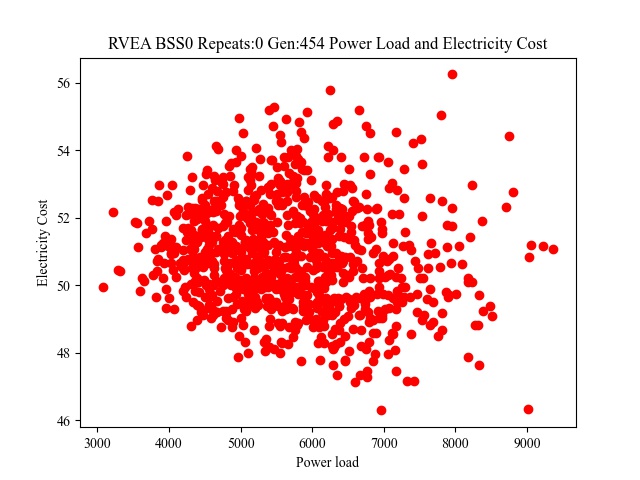 RVEA BSS0 Repeats:0 Gen:454 Power Load and Electricity Cost
56
54
52
50
48
46
Electricity Cost
3000 4000 5000 6000 7000 8000 9000
Power load